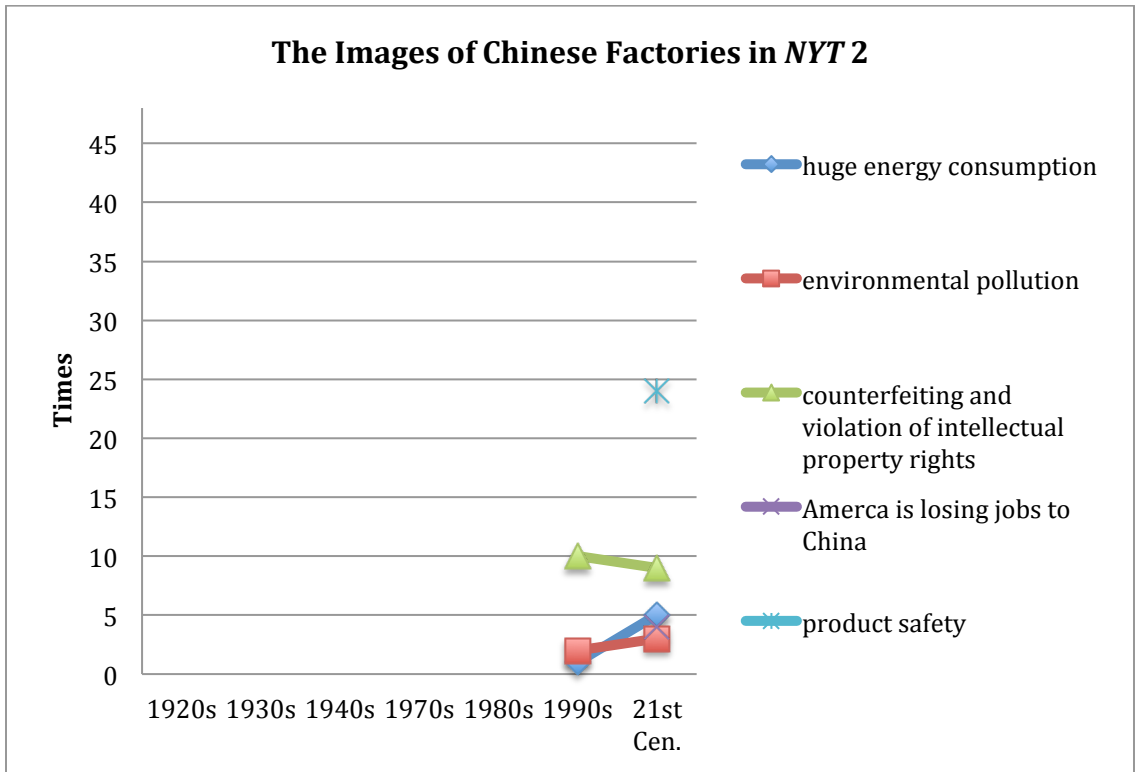 The Images of Chinese Factories in NYT 2
45
40
35
30
25
20
15
10
5
0
Times
1920s 1930s 1940s 1970s 1980s 1990s 21st
Cen.
huge energy consumption
environmental pollution
counterfeiting and
violation of intellectual
property rights
Amerca is losing jobs to
China
product safety